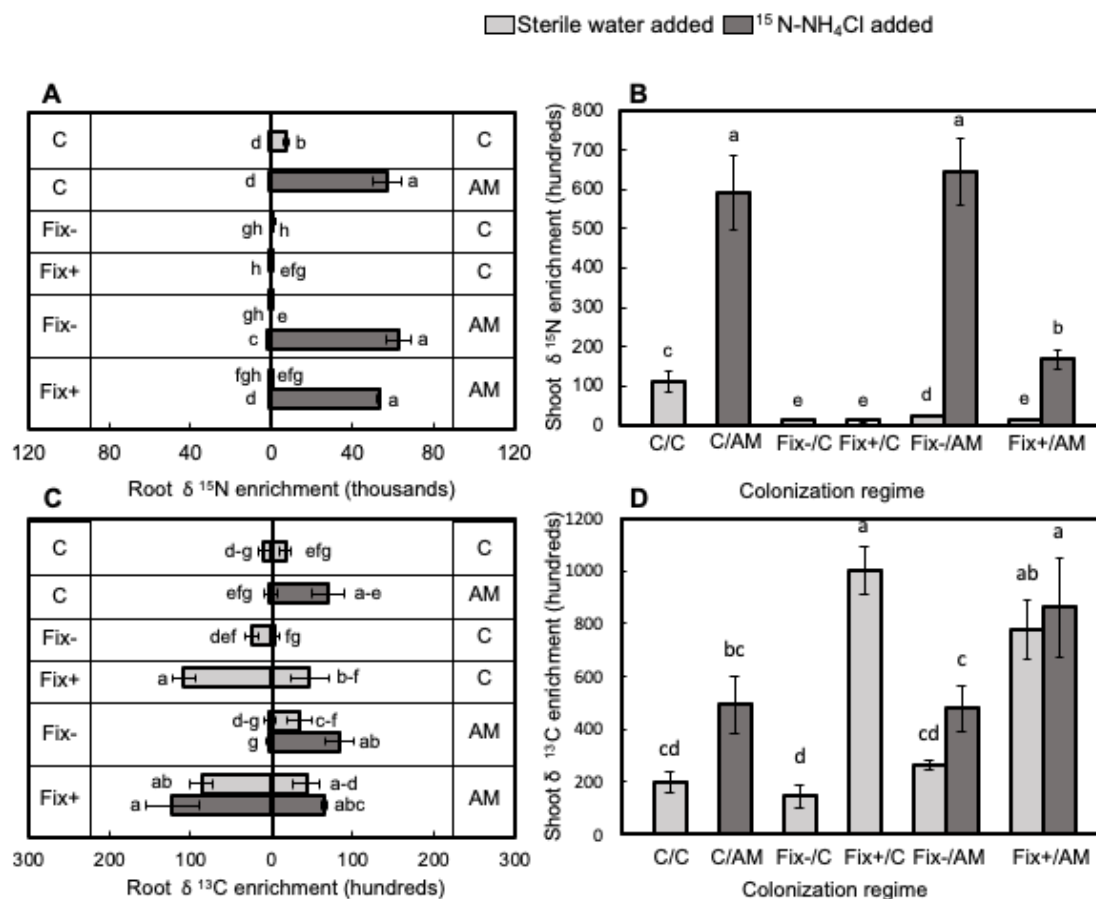 Sterile water added ¹⁵N-NH₄Cl added
A
C d b C
C d a AM
Fix- gh h C
Fix+ h efg C
Fix- gh e AM
c a
Fix+ fgh efg AM
d a
120 80 40 0 40 80 120
Root δ ¹⁵N enrichment (thousands)
B
Shoot δ ¹⁵N enrichment (hundreds)
800
700
600
500
400
300
200
100
0
c a e e d a e b
C/C C/AM Fix-/C Fix+/C Fix-/AM Fix+/AM
Colonization regime
C
C d-g efg C
C efg a-e AM
Fix- def fg C
Fix+ a b-f C
Fix- d-g c-f AM
g ab
Fix+ ab a-d AM
a abc
300 200 100 0 100 200 300
Root δ ¹³C enrichment (hundreds)
D
Shoot δ ¹³C enrichment (hundreds)
1200
1000
800
600
400
200
0
cd bc d a cd c ab a
C/C C/AM Fix-/C Fix+/C Fix-/AM Fix+/AM
Colonization regime